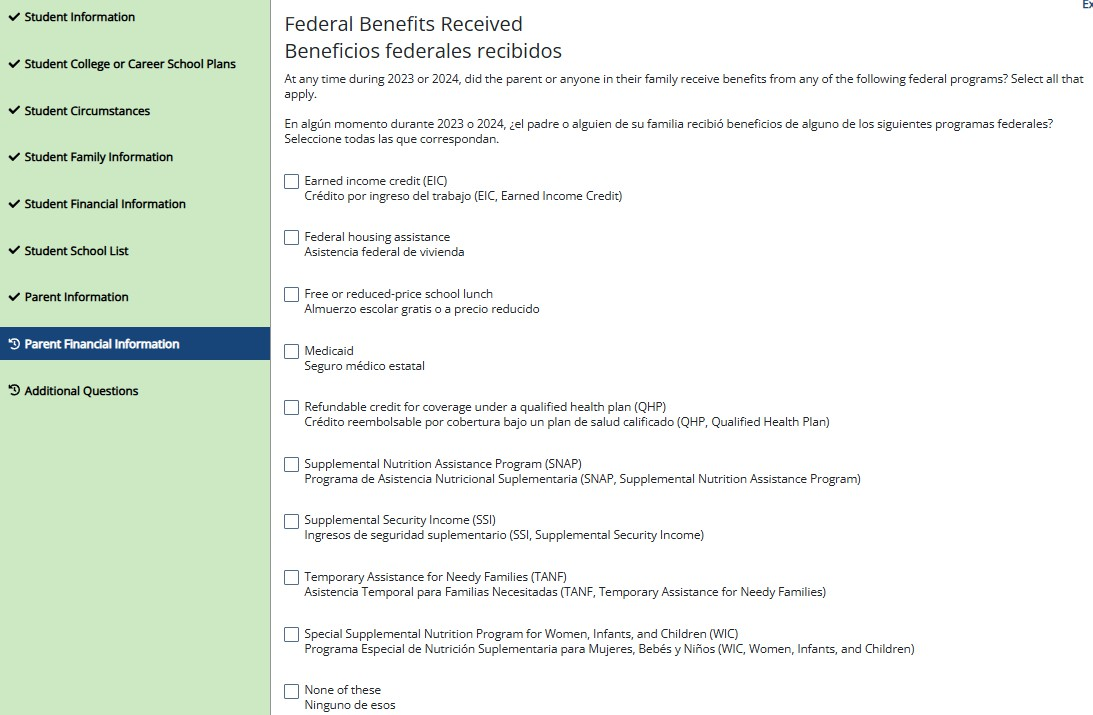 Student Information
Student College or Career School Plans
Student Circumstances
Student Family Information
Student Financial Information
Student School List
Parent Information
Parent Financial Information
Additional Questions
Federal Benefits Received
Beneficios federales recibidos
At any time during 2023 or 2024, did the parent or anyone in their family receive benefits from any of the following federal programs? Select all that
apply.
En algún momento durante 2023 o 2024, ¿el padre o alguien de su familia recibió beneficios de alguno de los siguientes programas federales?
Seleccione todas las que correspondan.
Earned income credit (EIC)
Crédito por ingreso del trabajo (EIC, Earned Income Credit)
Federal housing assistance
Asistencia federal de vivienda
Free or reduced-price school lunch
Almuerzo escolar gratis o a precio reducido
Medicaid
Seguro médico estatal
Refundable credit for coverage under a qualified health plan (QHP)
Crédito reembolsable por cobertura bajo un plan de salud calificado (QHP, Qualified Health Plan)
Supplemental Nutrition Assistance Program (SNAP)
Programa de Asistencia Nutricional Suplementaria (SNAP, Supplemental Nutrition Assistance Program)
Supplemental Security Income (SSI)
Ingresos de seguridad suplementario (SSI, Supplemental Security Income)
Temporary Assistance for Needy Families (TANF)
Asistencia Temporal para Familias Necesitadas (TANF, Temporary Assistance for Needy Families)
Special Supplemental Nutrition Program for Women, Infants, and Children (WIC)
Programa Especial de Nutrición Suplementaria para Mujeres, Bebés y Niños (WIC, Women, Infants, and Children)
None of these
Ninguno de esos